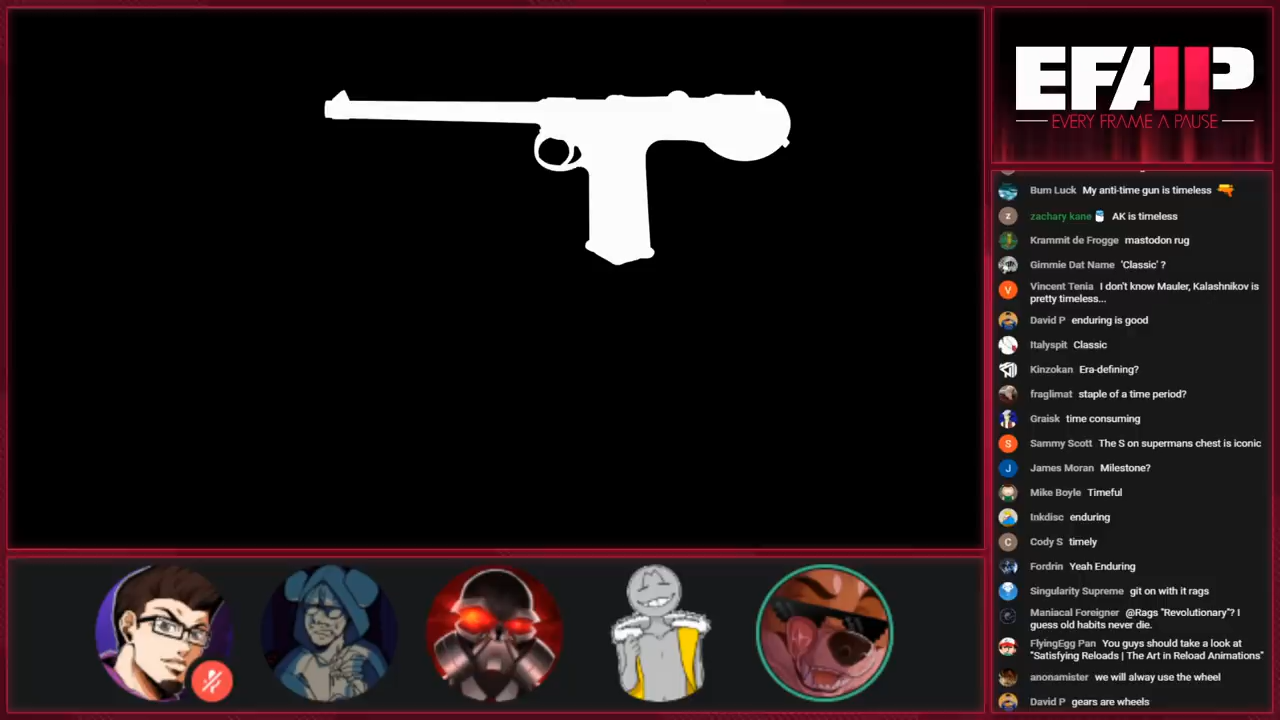 EFAP
EVERY FRAME A PAUSE
Bum Luck My anti-time gun is timeless
zachary kane AK is timeless
Krammit de Frogge mastodon rug
Gimmie Dat Name 'Classic' ?
Vincent Tenia I don't know Mauler, Kalashnikov is
pretty timeless...
David P enduring is good
Italyspit Classic
Kinzokan Era-defining?
fraglimat staple of a time period?
Graisk time consuming
Sammy Scott The S on supermans chest is iconic
James Moran Milestone?
Mike Boyle Timeful
Inkdisc enduring
Cody S timely
Fordrin Yeah Enduring
Singularity Supreme git on with it rags
Maniacal Foreigner @Rags "Revolutionary"? I
guess old habits never die.
FlyingEgg Pan You guys should take a look at
"Satisfying Reloads | The Art in Reload Animations"
anonamister we will alway use the wheel
David P gears are wheels